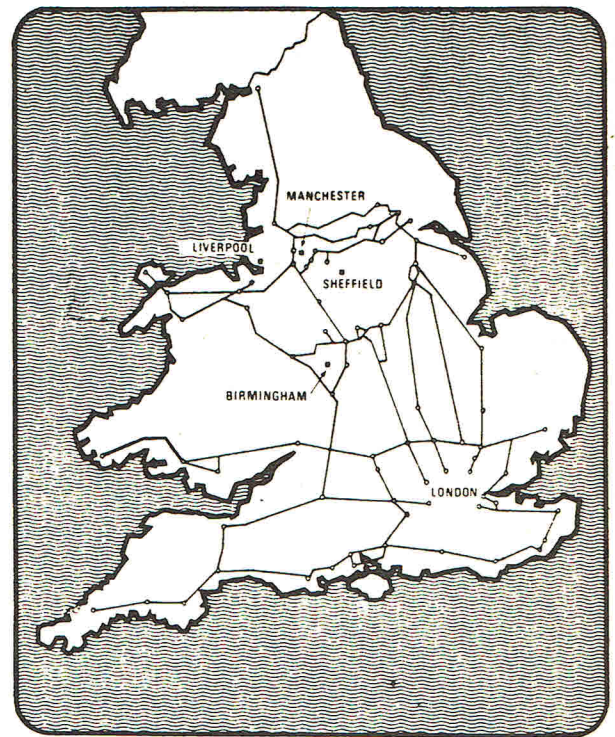 MANCHESTER
LIVERPOOL
SHEFFIELD
BIRMINGHAM
LONDON